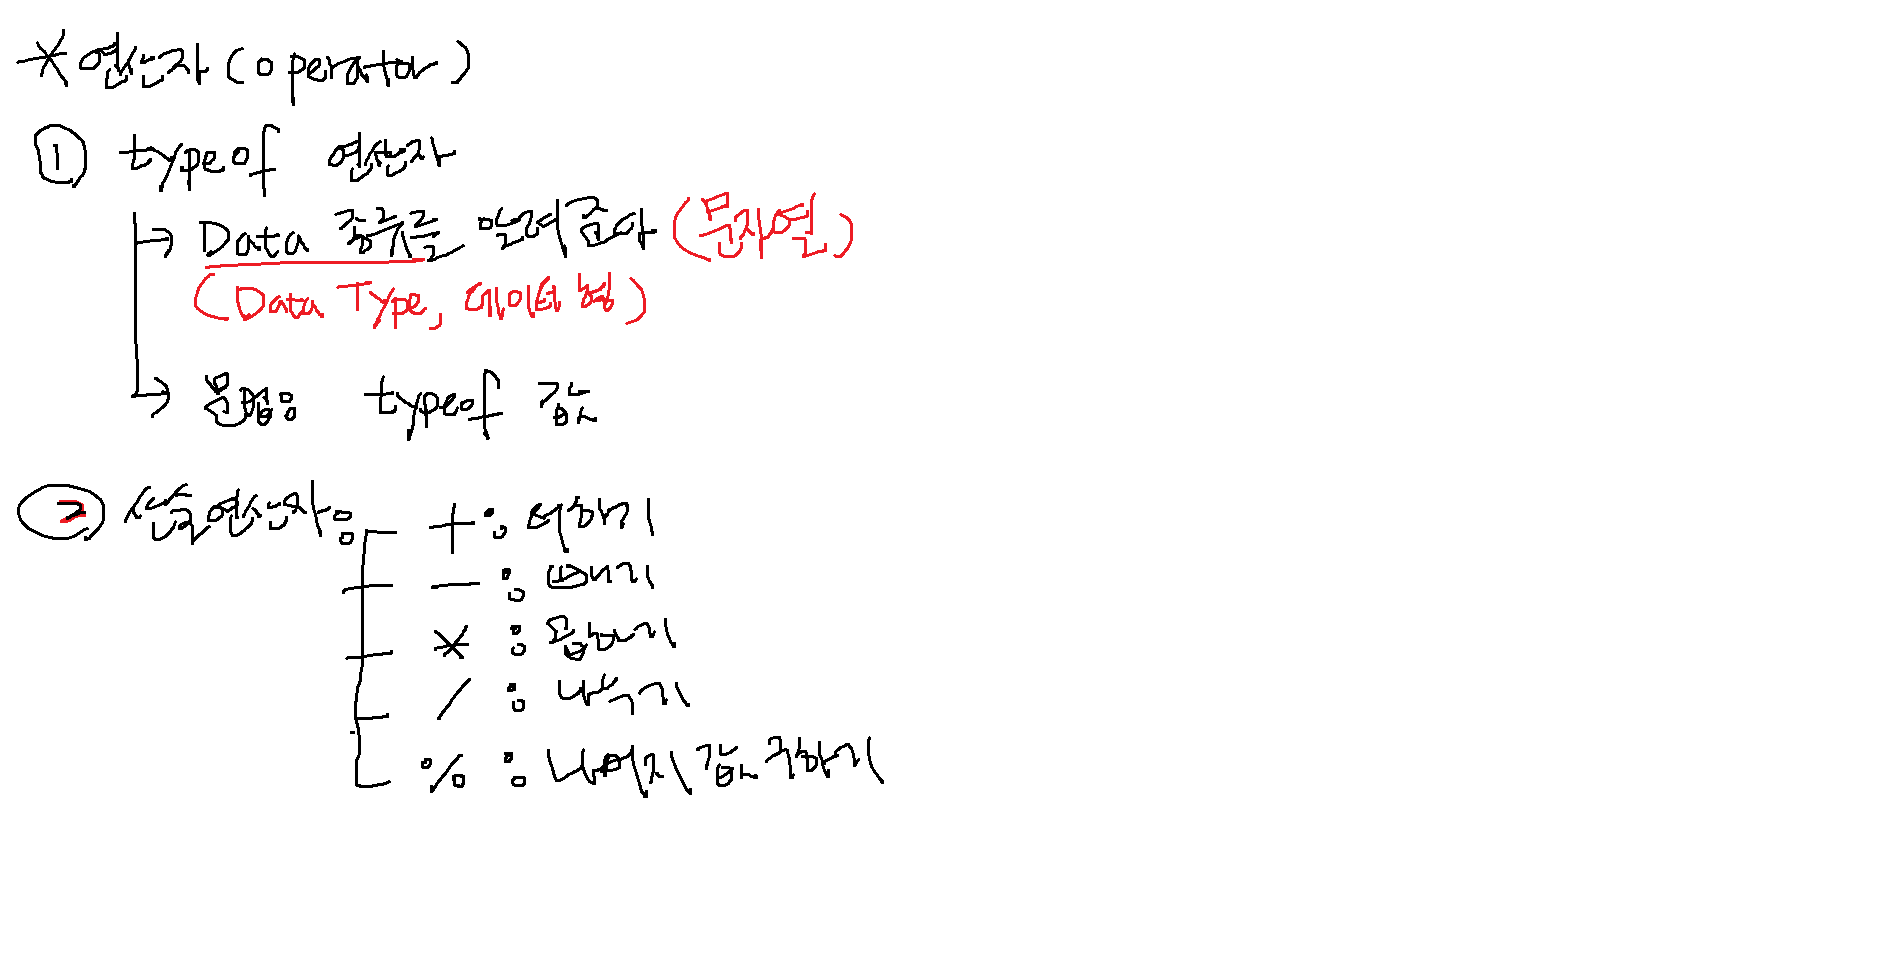 * 연산자 (operator)
① typeof 연산자
→ Data 종류를 알려준다 (문자열)
(Data Type, 데이터 형)
→ 문법: typeof 값
② 산술연산자:
+ : 더하기
- : 빼기
* : 곱하기
/ : 나누기
% : 나머지 값 구하기